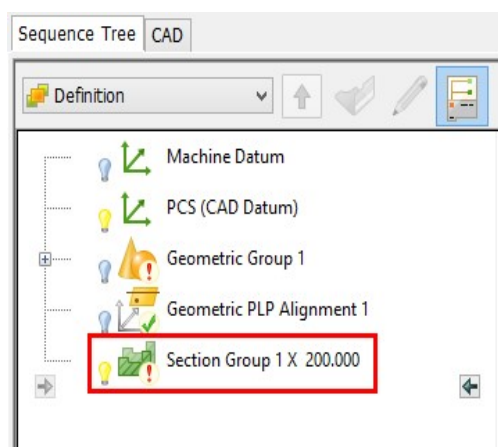 Sequence Tree CAD
Definition
Machine Datum
PCS (CAD Datum)
Geometric Group 1
Geometric PLP Alignment 1
Section Group 1 X 200.000